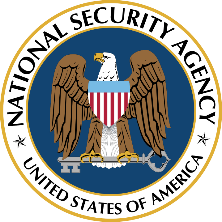 NATIONAL SECURITY AGENCY
UNITED STATES OF AMERICA